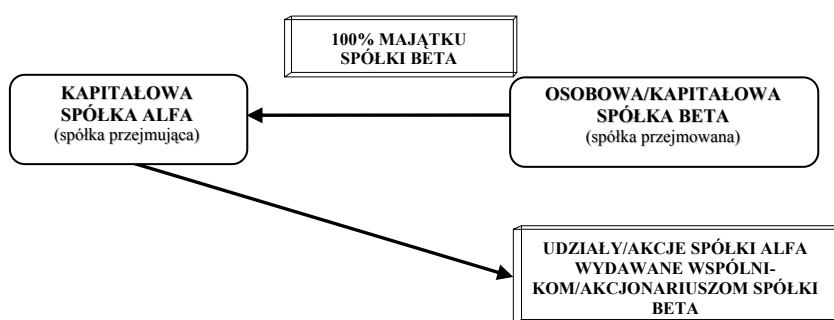 100% MAJĄTKU
SPÓŁKI BETA
KAPITAŁOWA
SPÓŁKA ALFA
(spółka przejmująca)
OSOBOWA/KAPITAŁOWA
SPÓŁKA BETA
(spółka przejmowana)
UDZIAŁY/AKCJE SPÓŁKI ALFA
WYDAWANE WSPÓLNI-
KOM/AKCJONARIUSZOM SPÓŁKI
BETA